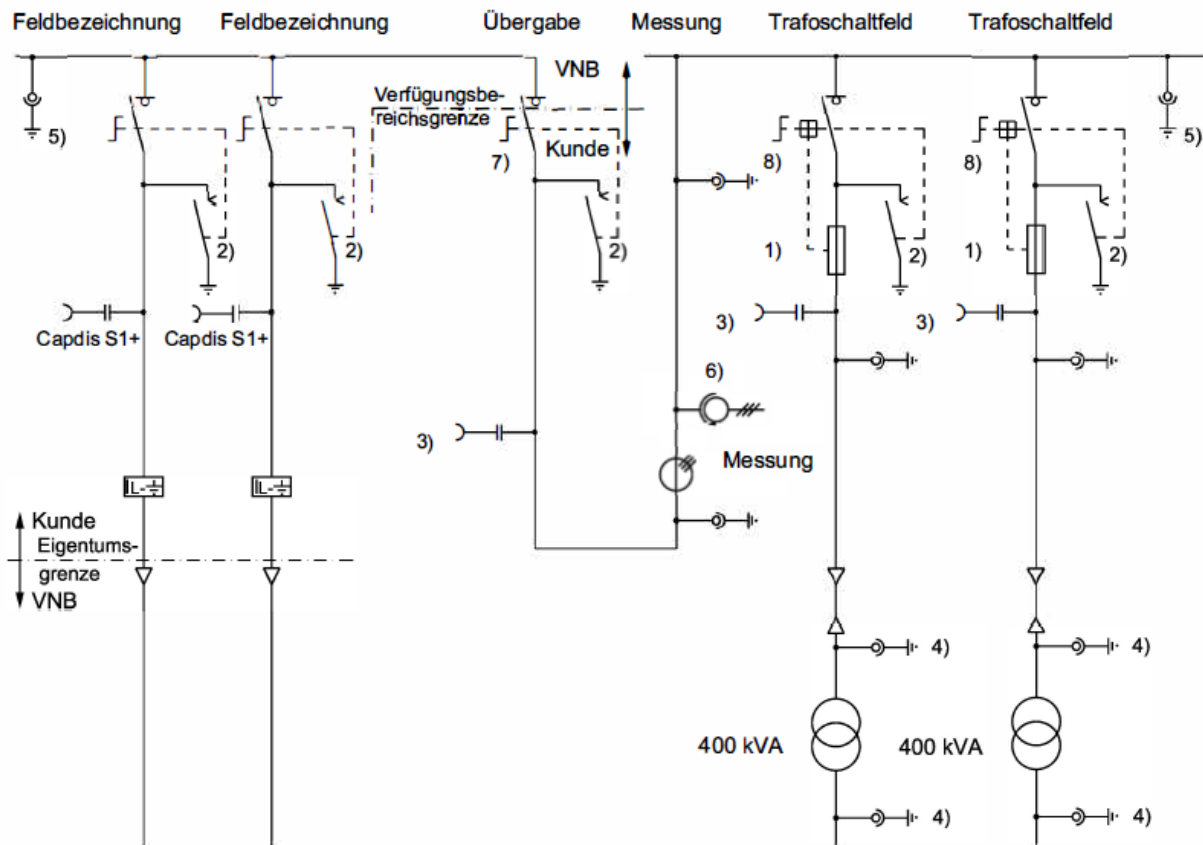 Feldbezeichnung Feldbezeichnung Übergabe Messung Trafoschaltfeld Trafoschaltfeld
VNB
Verfügungsbe-
reichsgrenze
5) 7) Kunde 8) 8) 5)
2) 2) 2) 1) 2) 1) 2)
Capdis S1+ Capdis S1+ 3) 3)
6)
3) Messung
Kunde
Eigentums-
grenze
VNB
4) 4)
400 kVA 400 kVA
4) 4)